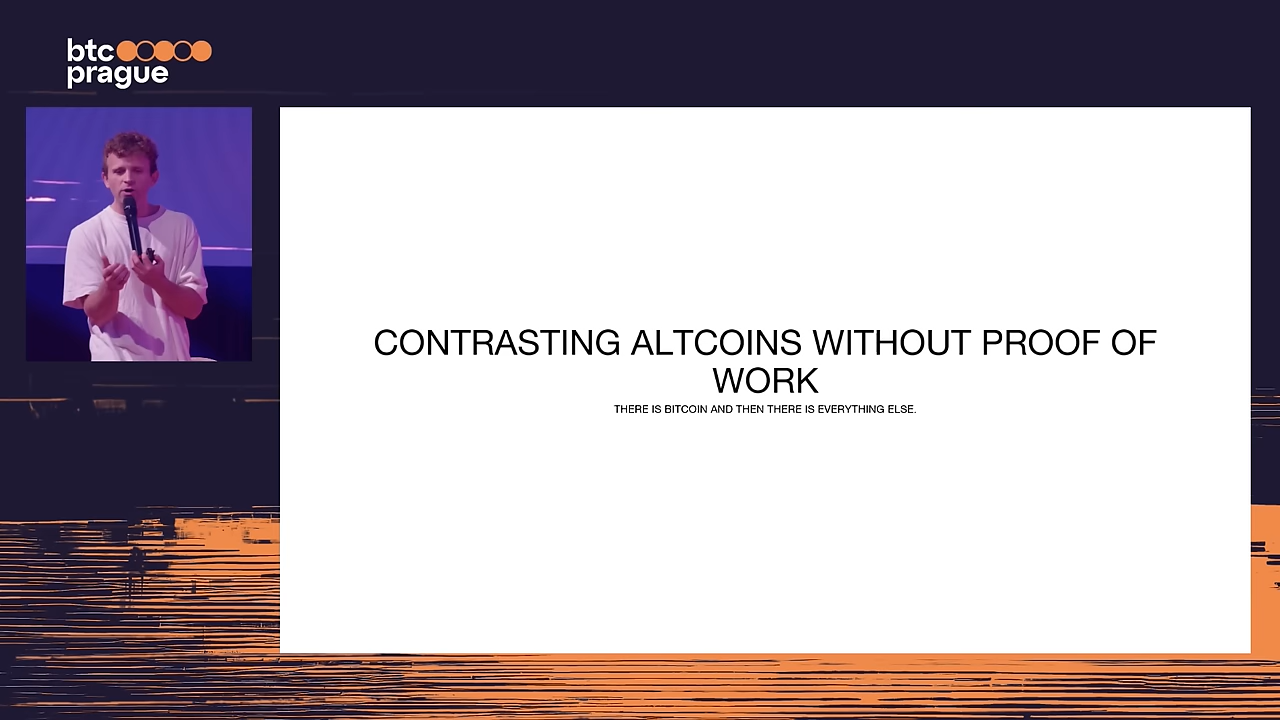 btc
prague
CONTRASTING ALTCOINS WITHOUT PROOF OF
WORK
THERE IS BITCOIN AND THEN THERE IS EVERYTHING ELSE.